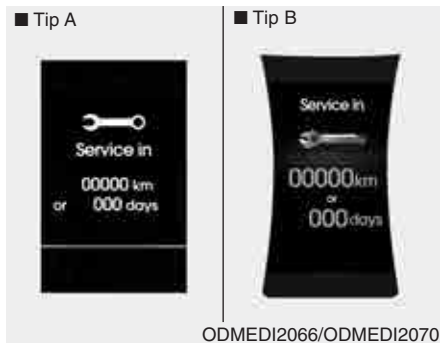 ■ Tip A
Service in
00000 km
or 000 days
■ Tip B
Service in
00000km
or
000days
ODMEDI2066/ODMEDI2070